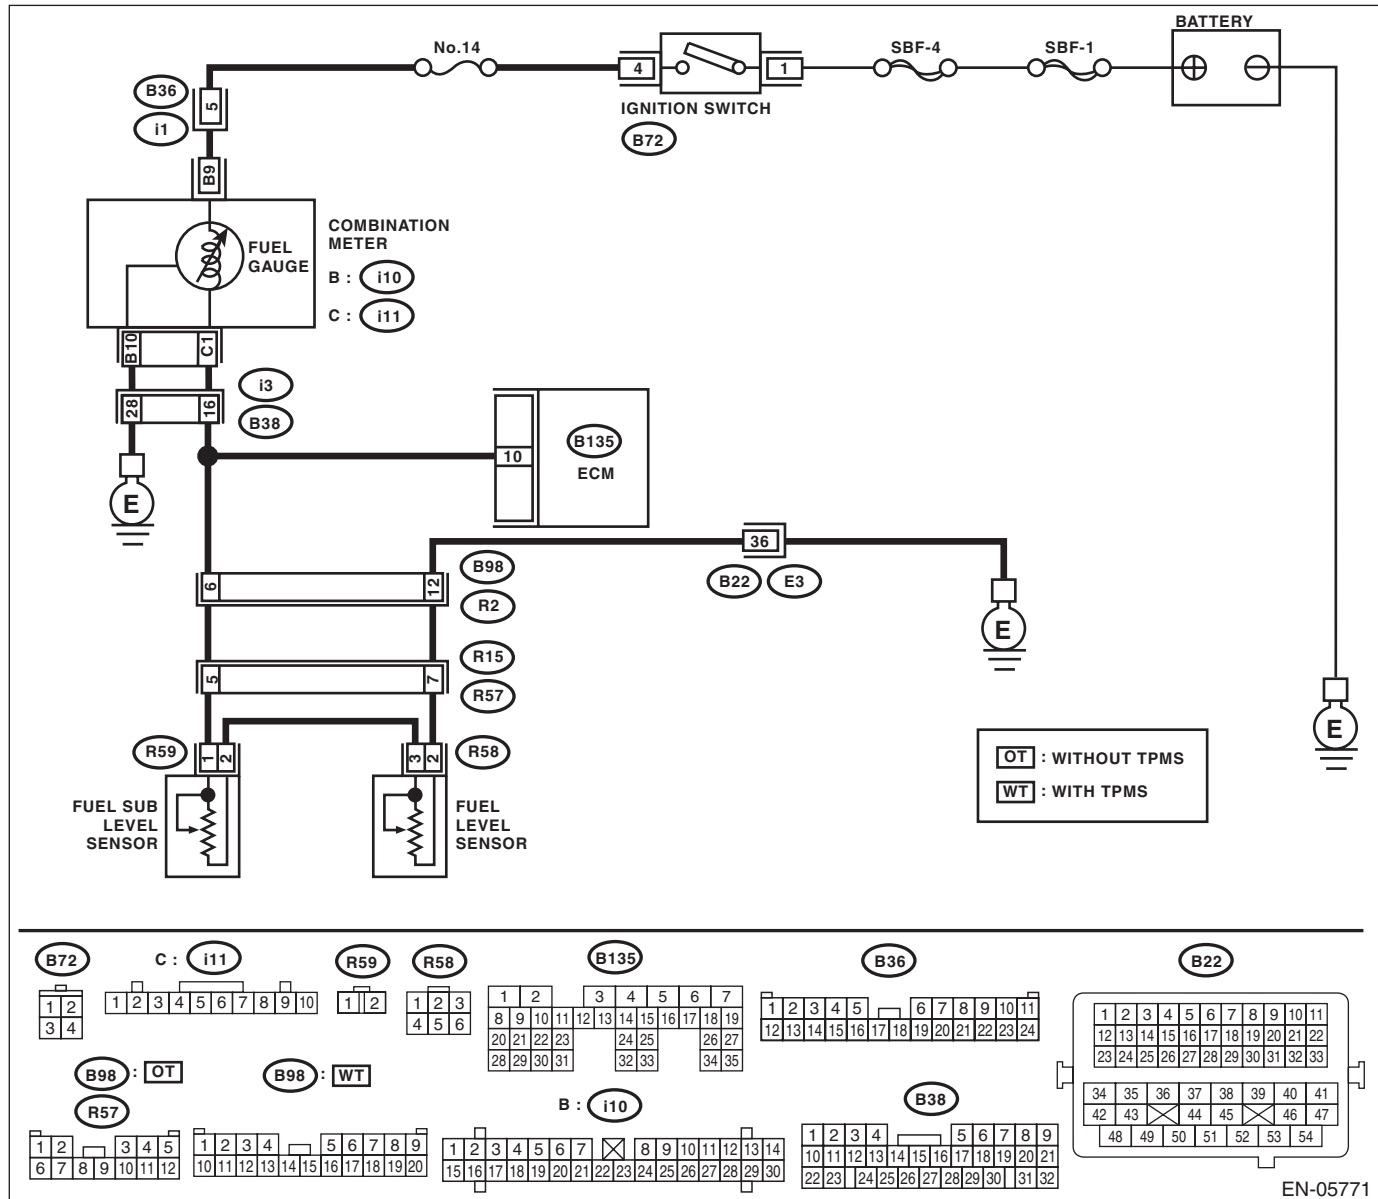 BATTERY
No.14
SBF-4
SBF-1
4
1
IGNITION SWITCH
B72
B36
5
i1
B9
FUEL GAUGE
COMBINATION METER
B : i10
C : i11
B10
C1
28
16
i3
B38
E
10
B135
ECM
36
B22
E3
E
6
12
B98
R2
5
7
R15
R57
E
R59
1
2
3
2
R58
FUEL SUB LEVEL SENSOR
FUEL LEVEL SENSOR
OT : WITHOUT TPMS
WT : WITH TPMS
B72
1 2
3 4
C : i11
1 2 3 4 5 6 7 8 9 10
R59
1 2
R58
1 2 3
4 5 6
B135
1 2 3 4 5 6 7
8 9 10 11 12 13 14 15 16 17 18 19
20 21 22 23 24 25 26 27
28 29 30 31 32 33 34 35
B36
1 2 3 4 5 6 7 8 9 10 11
12 13 14 15 16 17 18 19 20 21 22 23 24
B22
1 2 3 4 5 6 7 8 9 10 11
12 13 14 15 16 17 18 19 20 21 22
23 24 25 26 27 28 29 30 31 32 33
34 35 36 37 38 39 40 41
42 43 44 45 46 47
48 49 50 51 52 53 54
B98 : OT
R57
1 2 3 4 5
6 7 8 9 10 11 12
B98 : WT
1 2 3 4 5 6 7 8 9
10 11 12 13 14 15 16 17 18 19 20
B : i10
1 2 3 4 5 6 7 8 9 10 11 12 13 14
15 16 17 18 19 20 21 22 23 24 25 26 27 28 29 30
B38
1 2 3 4 5 6 7 8 9
10 11 12 13 14 15 16 17 18 19 20 21
22 23 24 25 26 27 28 29 30 31 32
EN-05771